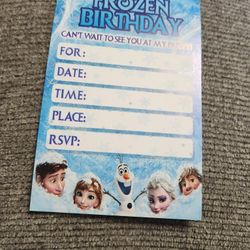 FROZEN
BIRTHDAY
CAN'T WAIT TO SEE YOU AT MY PARTY!
FOR:
DATE:
TIME:
PLACE:
RSVP: